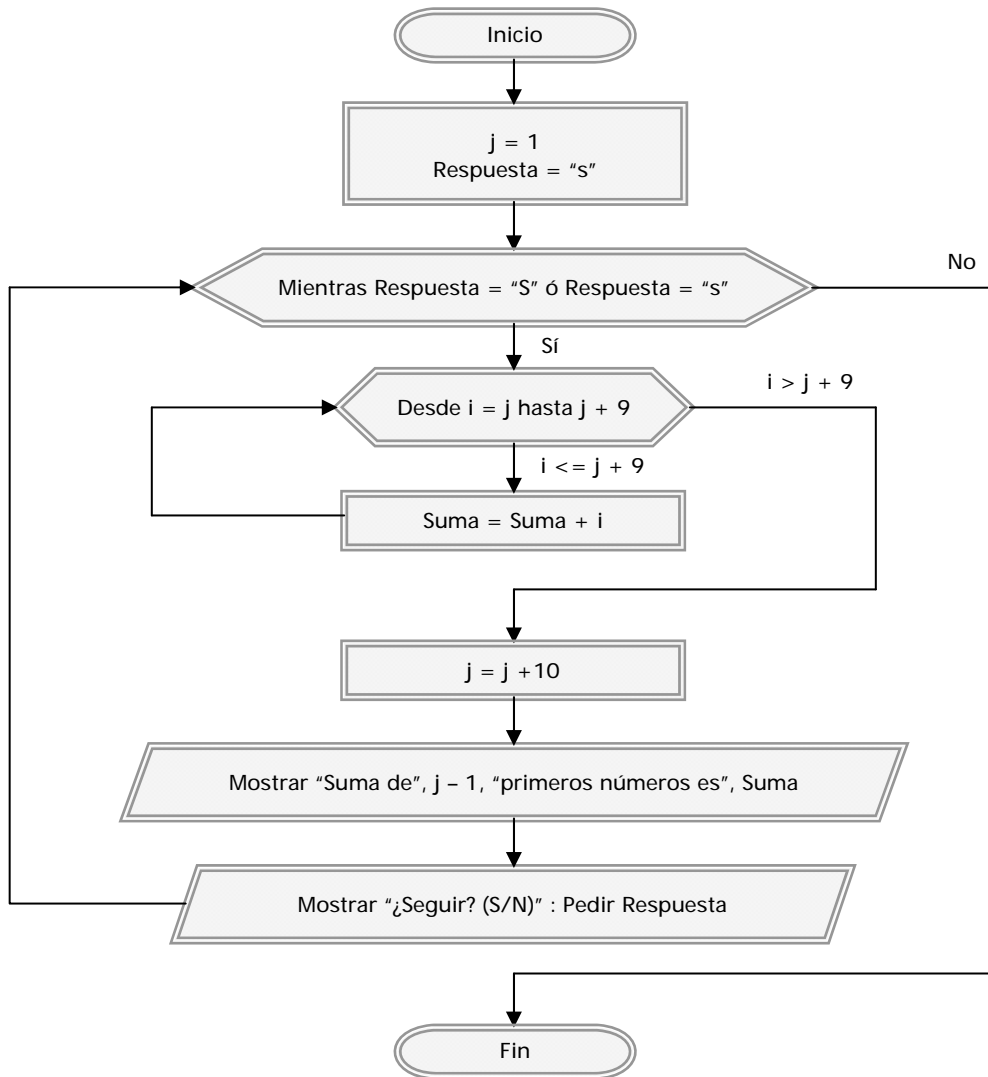 Inicio
j = 1
Respuesta = “s”
No
Mientras Respuesta = “S” ó Respuesta = “s”
Sí
i > j + 9
Desde i = j hasta j + 9
i <= j + 9
Suma = Suma + i
j = j +10
Mostrar “Suma de”, j – 1, “primeros números es”, Suma
Mostrar “¿Seguir? (S/N)” : Pedir Respuesta
Fin